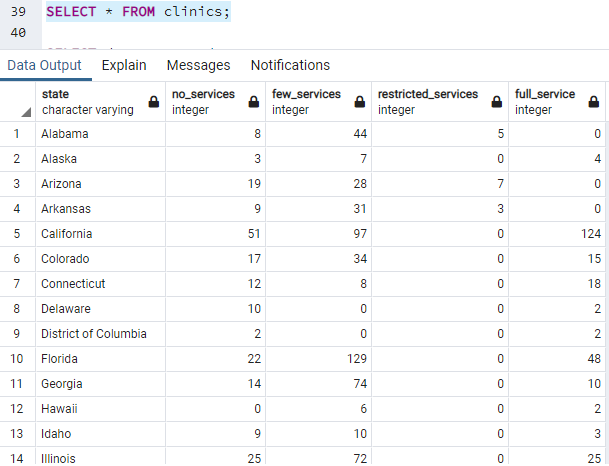 39 SELECT * FROM clinics;
40
Data Output Explain Messages Notifications
state no_services few_services restricted_services full_service
character varying integer integer integer integer
1 Alabama 8 44 5 0
2 Alaska 3 7 0 4
3 Arizona 19 28 7 0
4 Arkansas 9 31 3 0
5 California 51 97 0 124
6 Colorado 17 34 0 15
7 Connecticut 12 8 0 18
8 Delaware 10 0 0 2
9 District of Columbia 2 0 0 2
10 Florida 22 129 0 48
11 Georgia 14 74 0 10
12 Hawaii 0 6 0 2
13 Idaho 9 10 0 3
14 Illinois 25 72 0 25